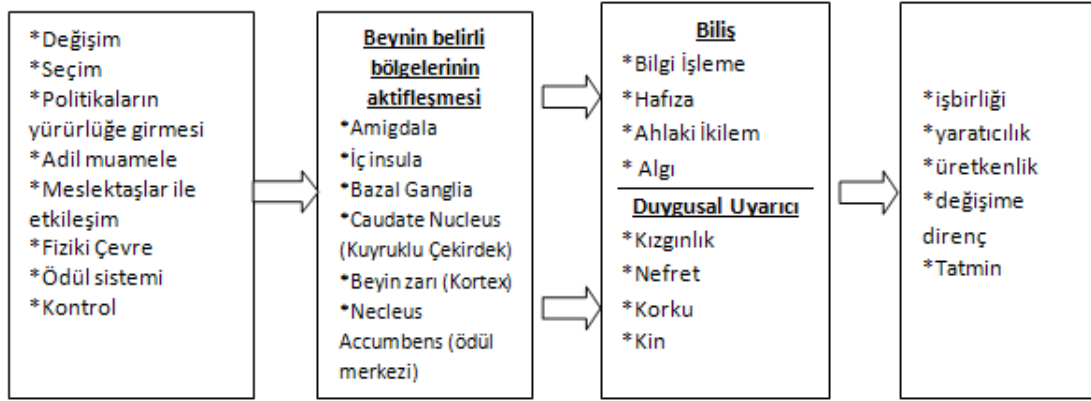 *Değişim
*Seçim
*Politikaların
yürürlüğe girmesi
*Adil muamele
*Meslektaşlar ile
etkileşim
*Fiziki Çevre
*Ödül sistemi
*Kontrol
Beynin belirli
bölgelerinin
aktifleşmesi
*Amigdala
*İç insula
*Bazal Ganglia
*Caudate Nucleus
(Kuyruklu Çekirdek)
*Beyin zarı (Kortex)
*Necleus
Accumbens (ödül
merkezi)
Biliş
*Bilgi İşleme
*Hafıza
*Ahlaki İkilem
* Algı
Duygusal Uyarıcı
*Kızgınlık
*Nefret
*Korku
*Kin
*işbirliği
*yaratıcılık
*üretkenlik
*değişime
direnç
*Tatmin